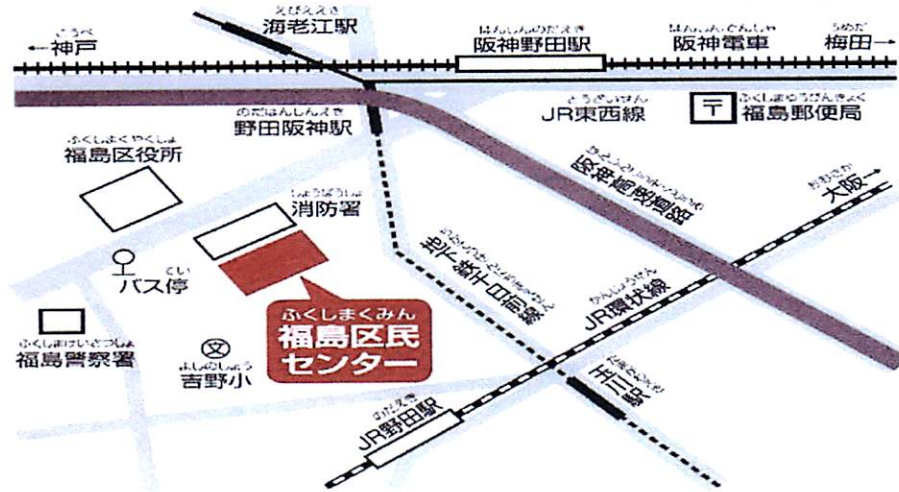 えびええき
海老江駅
こうべ
←神戸
はんしんのだえき
阪神野田駅
阪神電車
うめだ
梅田→
のだはんしんえき
野田阪神駅
とうざいせん
JR東西線
ふくしまゆうびんきょく
〒 福島郵便局
ふくしまくやくしょ
福島区役所
しょうぼうしょ
消防署
阪神高速道路
おおさか
大阪→
てい
バス停
地下鉄千日前線
かんじょうせん
JR環状線
ふくしまくみん
福島区民
センター
ふくしまけいさつしょ
福島警察署
文
よしのしょう
吉野小
のだえき
JR野田駅
玉川駅